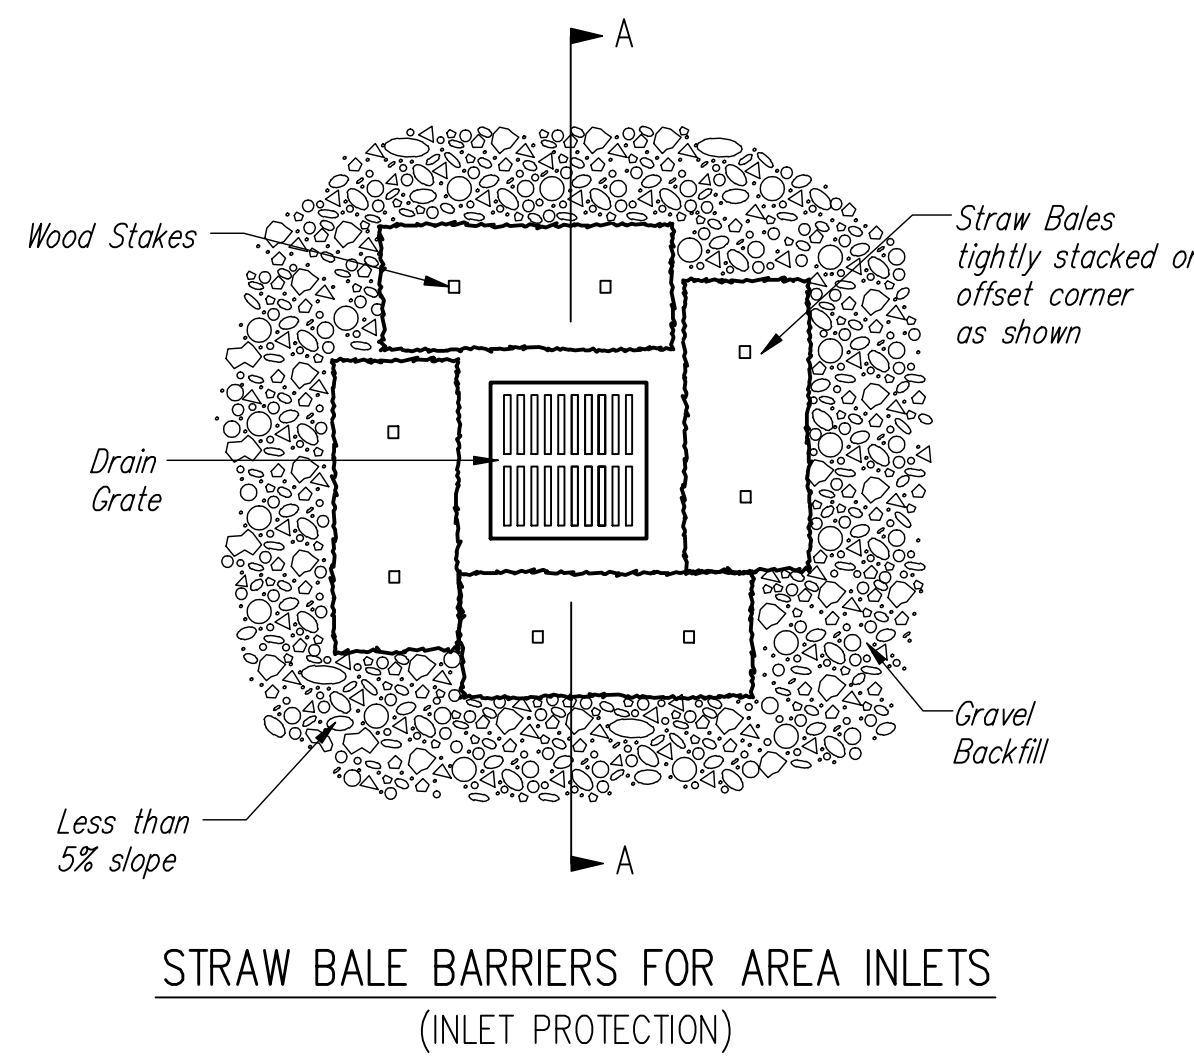 A
Wood Stakes
Straw Bales
tightly stacked or
offset corner
as shown
Drain
Grate
Gravel
Backfill
Less than
5% slope
A
STRAW BALE BARRIERS FOR AREA INLETS
(INLET PROTECTION)